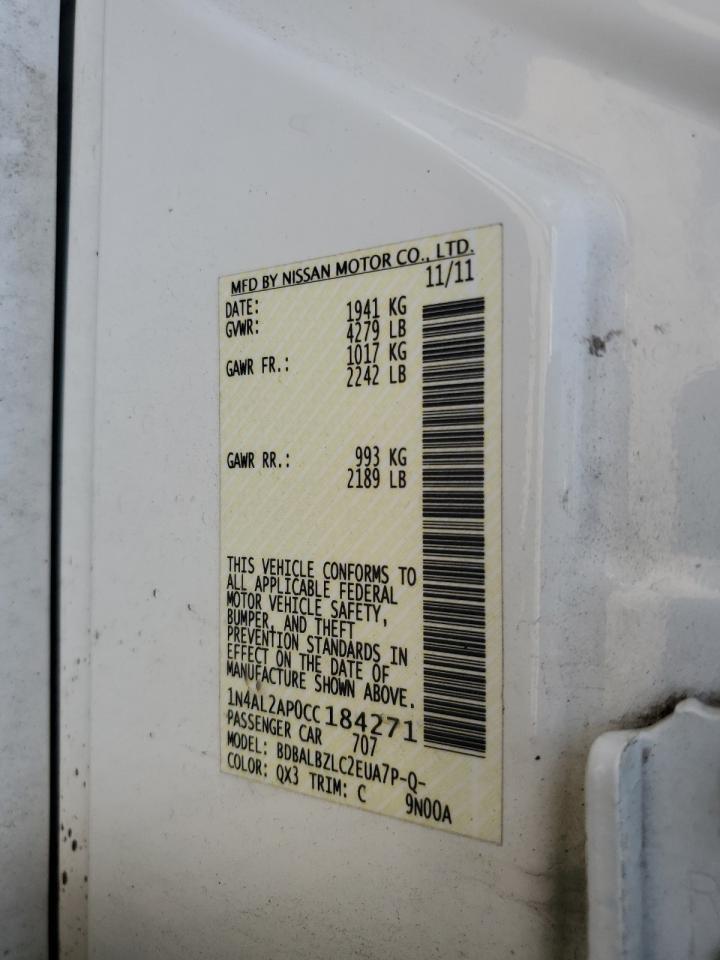 MFD BY NISSAN MOTOR CO., LTD.
DATE: 11/11
GVWR: 1941 KG
4279 LB
GAWR FR.: 1017 KG
2242 LB
GAWR RR.: 993 KG
2189 LB
THIS VEHICLE CONFORMS TO
ALL APPLICABLE FEDERAL
MOTOR VEHICLE SAFETY,
BUMPER, AND THEFT
PREVENTION STANDARDS IN
EFFECT ON THE DATE OF
MANUFACTURE SHOWN ABOVE.
1N4AL2AP0CC184271
PASSENGER CAR 707
MODEL: BDBALBZLC2EUA7P-Q-
COLOR: QX3 TRIM: C 9N00A